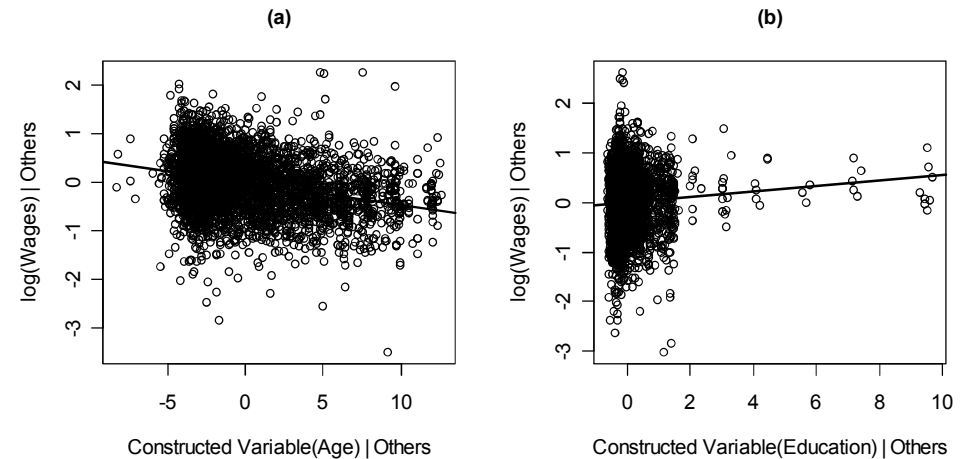 (a)
log(Wages) | Others
2
1
0
-1
-2
-3
-5 0 5 10
Constructed Variable(Age) | Others
(b)
log(Wages) | Others
2
1
0
-1
-2
-3
0 2 4 6 8 10
Constructed Variable(Education) | Others